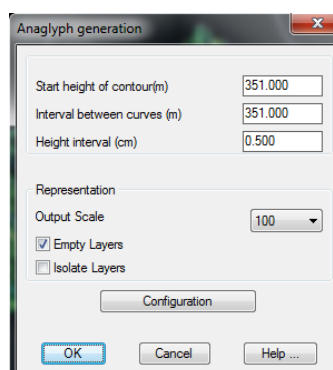 Anaglyph generation
Start height of contour(m) 351.000
Interval between curves (m) 351.000
Height interval (cm) 0.500
Representation
Output Scale 100
Empty Layers
Isolate Layers
Configuration
OK Cancel Help ...